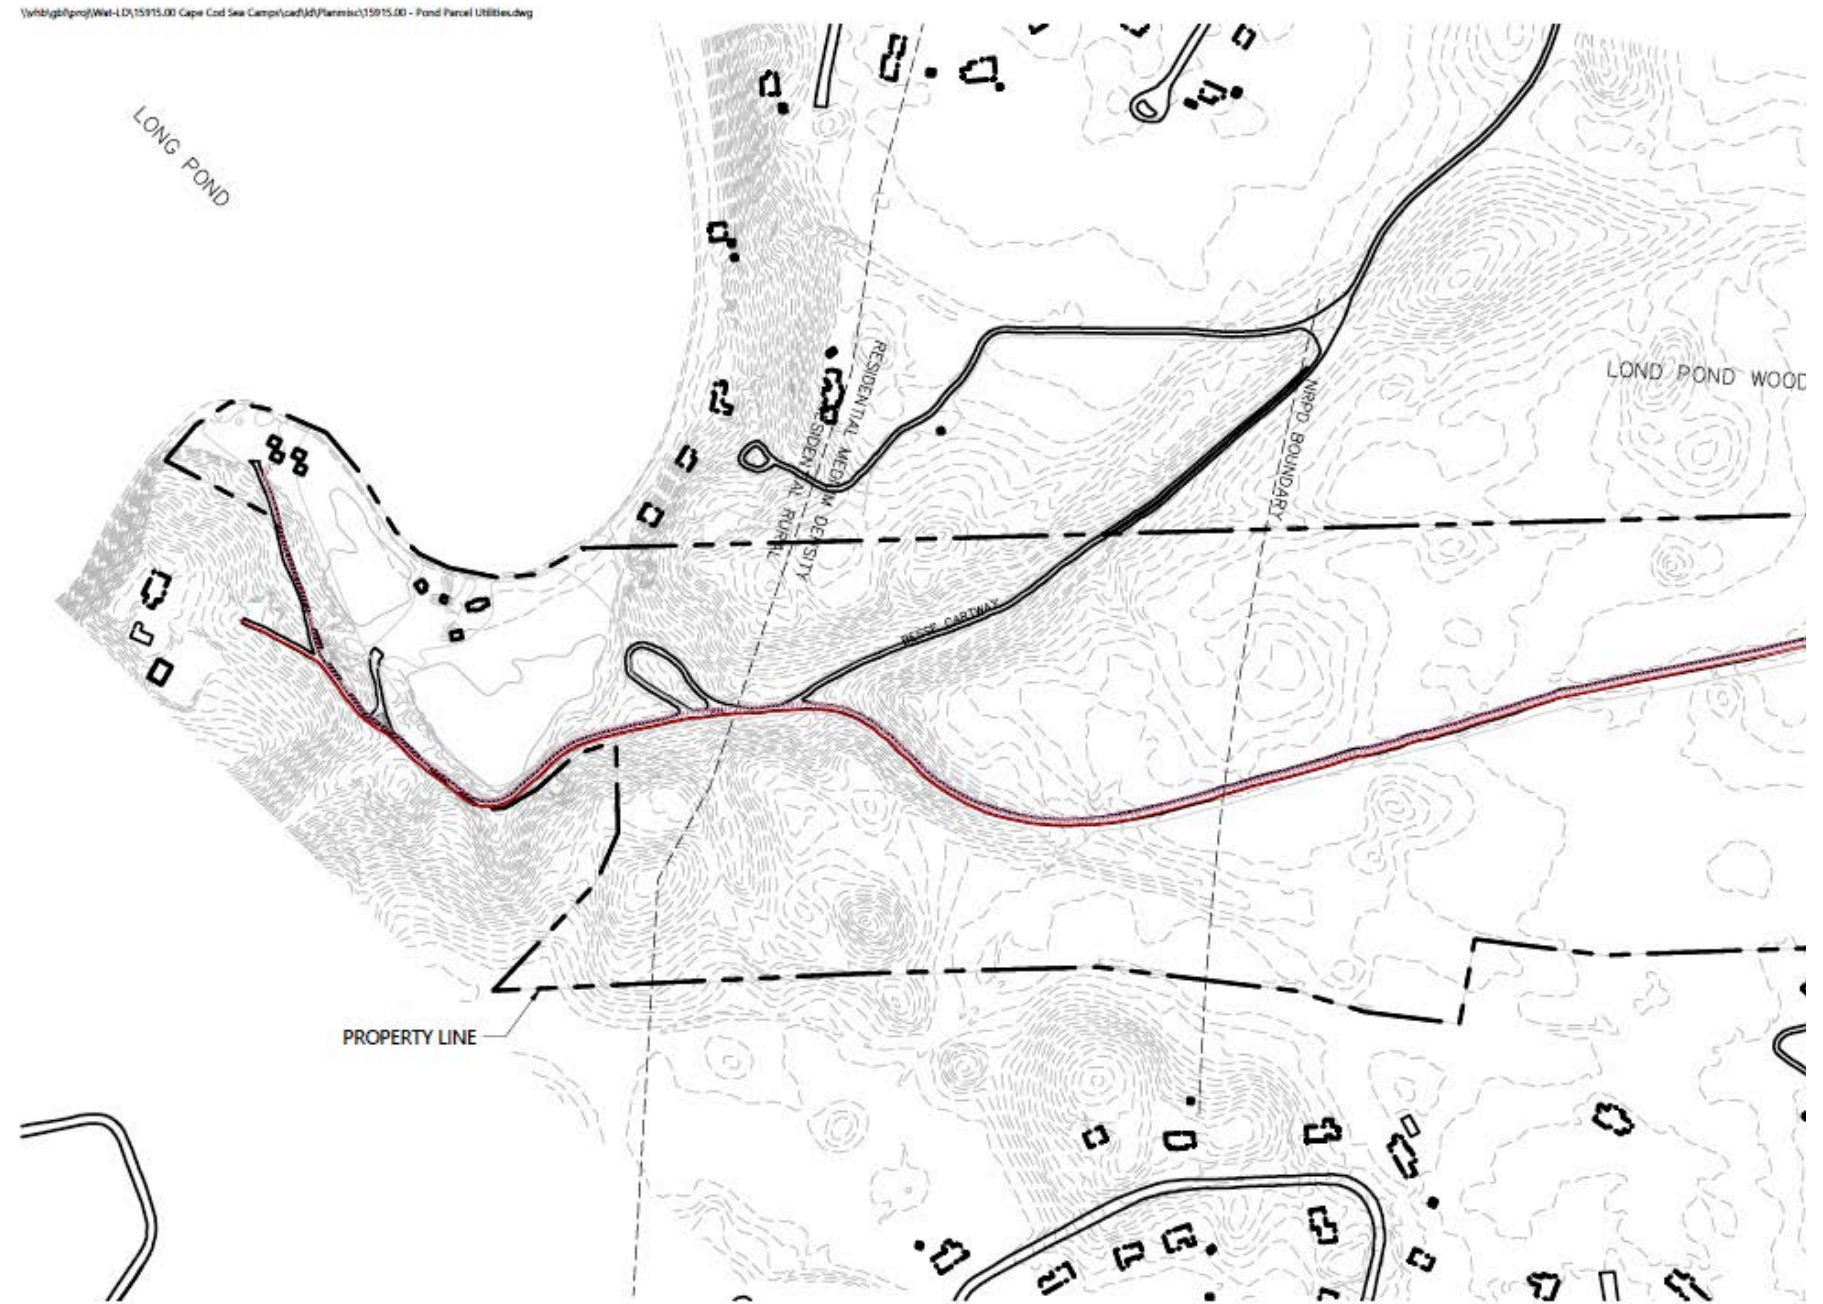 \\vhb\gbl\proj\Wat-LD\15915.00 Cape Cod Sea Camps\cad\ld\Planmisc\15915.00 - Pond Parcel Utilities.dwg
LONG POND
RESIDENTIAL MEDIUM DENSITY
SIDENTIAL RURAL
NRPD BOUNDARY
LOND POND WOOD
CARTWAY
PROPERTY LINE